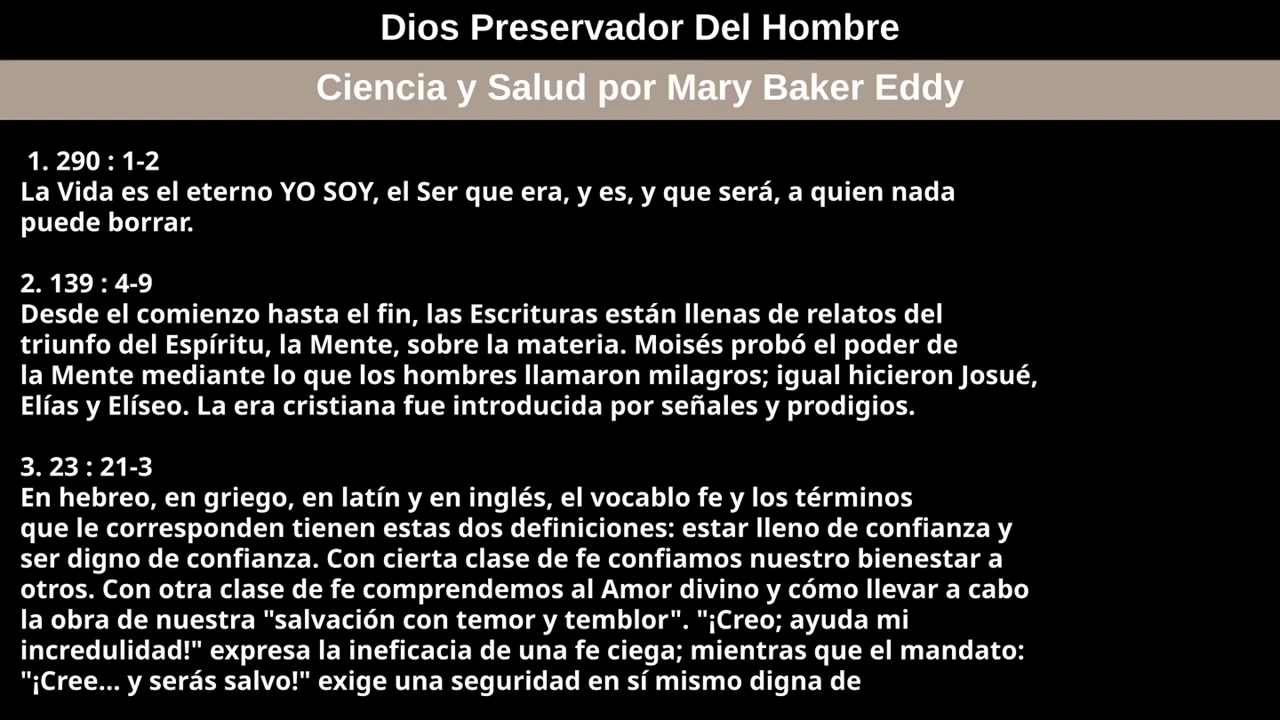 Dios Preservador Del Hombre
Ciencia y Salud por Mary Baker Eddy
1. 290 : 1-2
La Vida es el eterno YO SOY, el Ser que era, y es, y que será, a quien nada
puede borrar.
2. 139 : 4-9
Desde el comienzo hasta el fin, las Escrituras están llenas de relatos del
triunfo del Espíritu, la Mente, sobre la materia. Moisés probó el poder de
la Mente mediante lo que los hombres llamaron milagros; igual hicieron Josué,
Elías y Elíseo. La era cristiana fue introducida por señales y prodigios.
3. 23 : 21-3
En hebreo, en griego, en latín y en inglés, el vocablo fe y los términos
que le corresponden tienen estas dos definiciones: estar lleno de confianza y
ser digno de confianza. Con cierta clase de fe confiamos nuestro bienestar a
otros. Con otra clase de fe comprendemos al Amor divino y cómo llevar a cabo
la obra de nuestra "salvación con temor y temblor". "¡Creo; ayuda mi
incredulidad!" expresa la ineficacia de una fe ciega; mientras que el mandato:
"¡Cree... y serás salvo!" exige una seguridad en sí mismo digna de